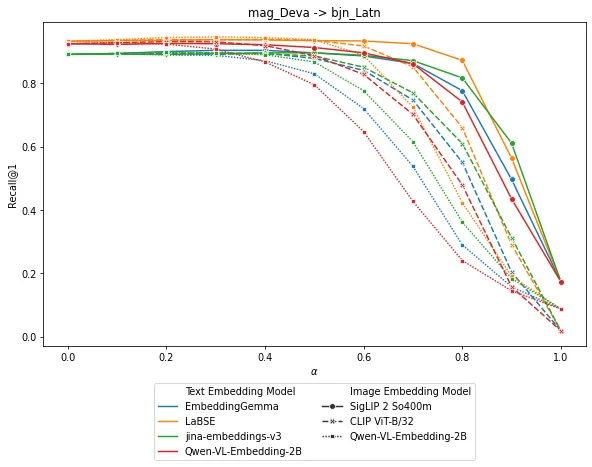 mag_Deva -> bjn_Latn
Recall@1
0.8
0.6
0.4
0.2
0.0
0.0 0.2 0.4 0.6 0.8 1.0
α
Text Embedding Model
EmbeddingGemma
LaBSE
jina-embeddings-v3
Qwen-VL-Embedding-2B
Image Embedding Model
SigLIP 2 So400m
CLIP ViT-B/32
Qwen-VL-Embedding-2B